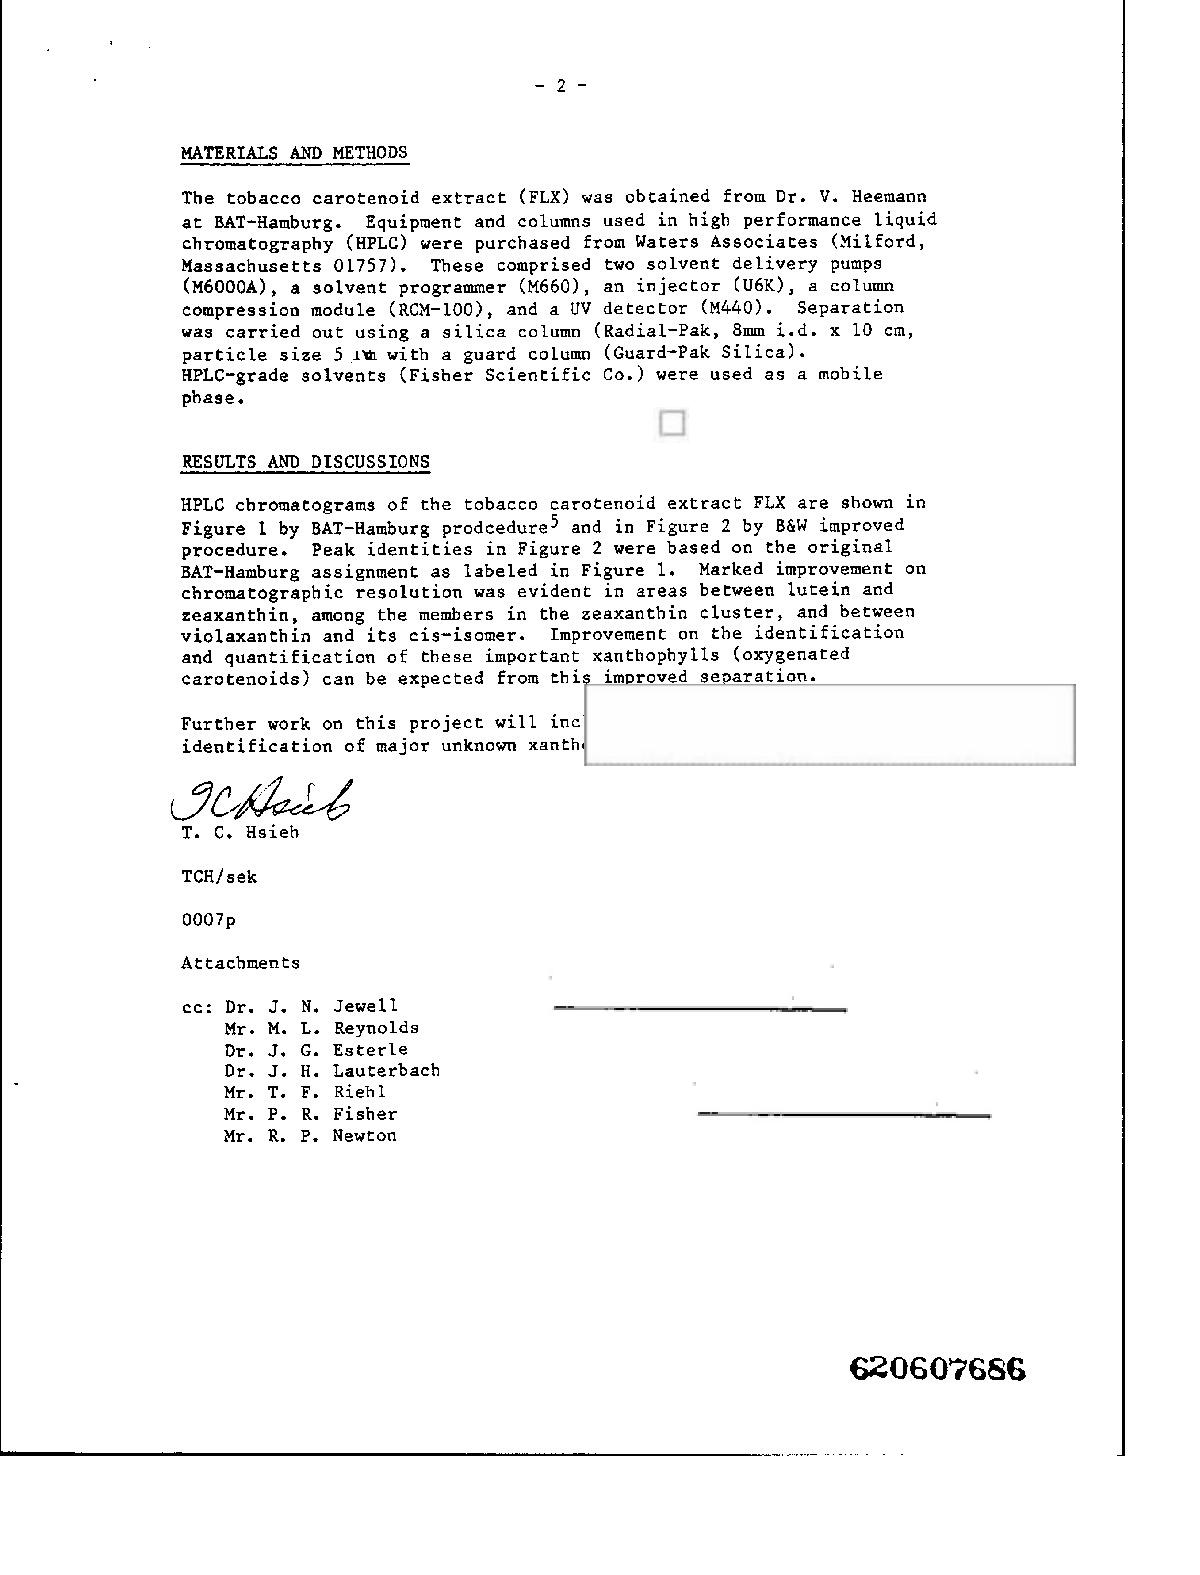 - 2 -
MATERIALS AND METHODS
The tobacco carotenoid extract (FLX) was obtained from Dr. V. Heemann
at BAT-Hamburg. Equipment and columns used in high performance liquid
chromatography (HPLC) were purchased from Waters Associates (Milford,
Massachusetts 01757). These comprised two solvent delivery pumps
(M6000A), a solvent programmer (M660), an injector (U6K), a column
compression module (RCM-100), and a UV detector (M440). Separation
was carried out using a silica column (Radial-Pak, 8mm i.d. x 10 cm,
particle size 5 with a guard column (Guard-Pak Silica).
HPLC-grade solvents (Fisher Scientific Co.) were used as a mobile
phase.
RESULTS AND DISCUSSIONS
HPLC chromatograms of the tobacco carotenoid extract FLX are shown in
Figure 1 by BAT-Hamburg prodcedure5 and in Figure 2 by B&W improved
procedure. Peak identities in Figure 2 were based on the original
BAT-Hamburg assignment as labeled in Figure 1. Marked improvement on
chromatographic resolution was evident in areas between lutein and
zeaxanthin, among the members in the zeaxanthin cluster, and between
violaxanthin and its cis-isomer. Improvement on the identification
and quantification of these important xanthophylls (oxygenated
carotenoids) can be expected from this improved separation.
Further work on this project will inc
identification of major unknown xanth
TCHsieh
T. C. Hsieh
TCH/sek
0007p
Attachments
cc: Dr. J. N. Jewell
Mr. M. L. Reynolds
Dr. J. G. Esterle
Dr. J. H. Lauterbach
Mr. T. F. Riehl
Mr. P. R. Fisher
Mr. R. P. Newton
620607686